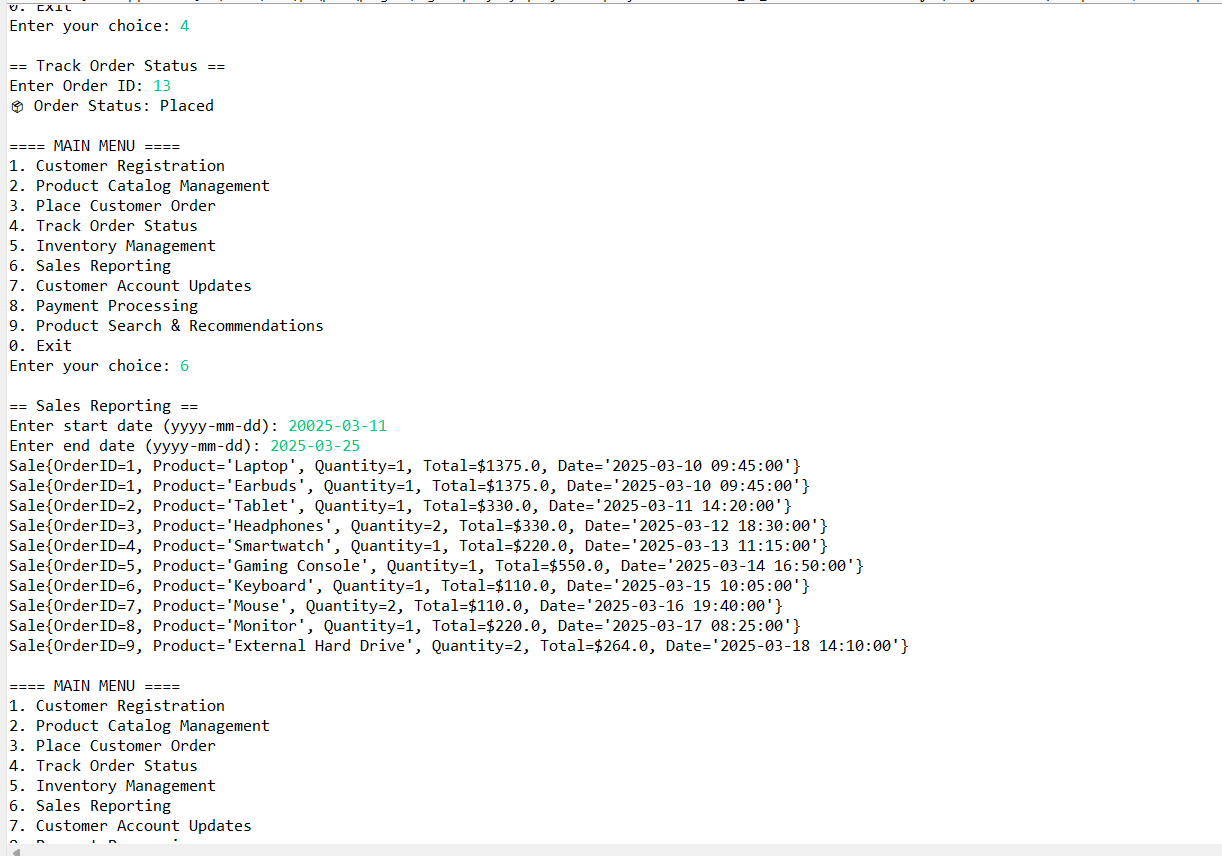 0. Exit
Enter your choice: 4
== Track Order Status ==
Enter Order ID: 13
📦 Order Status: Placed
==== MAIN MENU ====
1. Customer Registration
2. Product Catalog Management
3. Place Customer Order
4. Track Order Status
5. Inventory Management
6. Sales Reporting
7. Customer Account Updates
8. Payment Processing
9. Product Search & Recommendations
0. Exit
Enter your choice: 6
== Sales Reporting ==
Enter start date (yyyy-mm-dd): 20025-03-11
Enter end date (yyyy-mm-dd): 2025-03-25
Sale{OrderID=1, Product='Laptop', Quantity=1, Total=$1375.0, Date='2025-03-10 09:45:00'}
Sale{OrderID=1, Product='Earbuds', Quantity=1, Total=$1375.0, Date='2025-03-10 09:45:00'}
Sale{OrderID=2, Product='Tablet', Quantity=1, Total=$330.0, Date='2025-03-11 14:20:00'}
Sale{OrderID=3, Product='Headphones', Quantity=2, Total=$330.0, Date='2025-03-12 18:30:00'}
Sale{OrderID=4, Product='Smartwatch', Quantity=1, Total=$220.0, Date='2025-03-13 11:15:00'}
Sale{OrderID=5, Product='Gaming Console', Quantity=1, Total=$550.0, Date='2025-03-14 16:50:00'}
Sale{OrderID=6, Product='Keyboard', Quantity=1, Total=$110.0, Date='2025-03-15 10:05:00'}
Sale{OrderID=7, Product='Mouse', Quantity=2, Total=$110.0, Date='2025-03-16 19:40:00'}
Sale{OrderID=8, Product='Monitor', Quantity=1, Total=$220.0, Date='2025-03-17 08:25:00'}
Sale{OrderID=9, Product='External Hard Drive', Quantity=2, Total=$264.0, Date='2025-03-18 14:10:00'}
==== MAIN MENU ====
1. Customer Registration
2. Product Catalog Management
3. Place Customer Order
4. Track Order Status
5. Inventory Management
6. Sales Reporting
7. Customer Account Updates